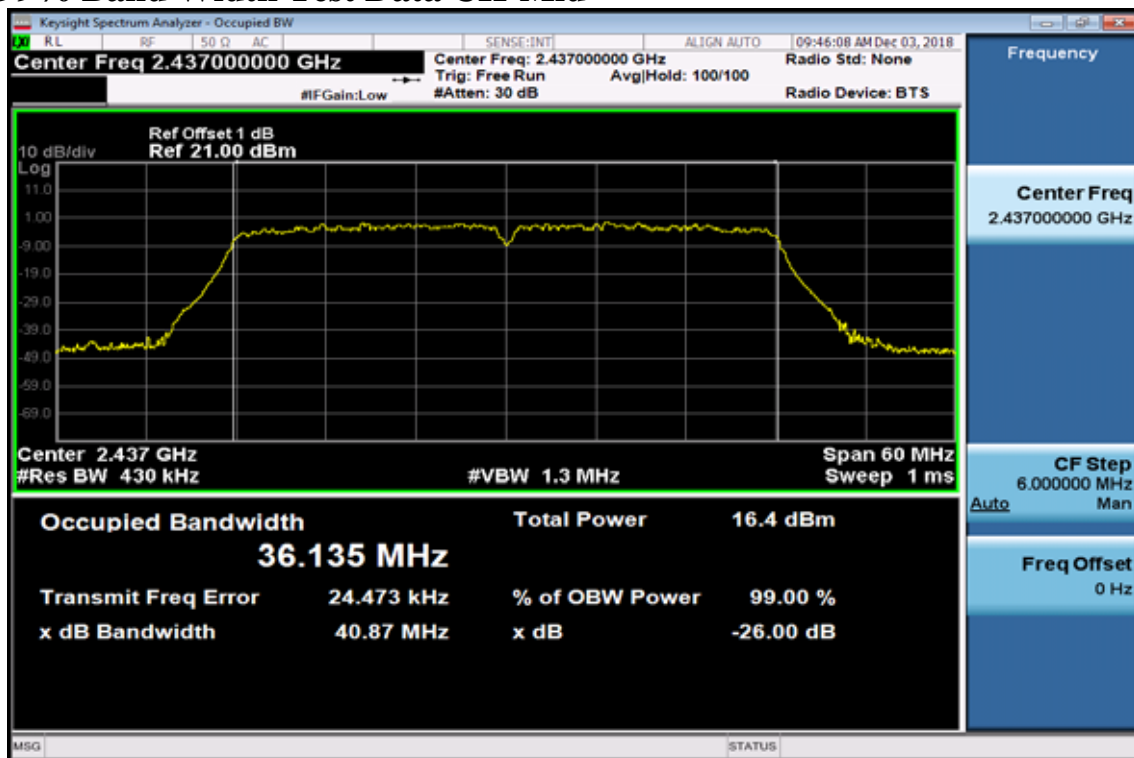 Keysight Spectrum Analyzer - Occupied BW
RL RF 50 Ω AC SENSE:INT ALIGN AUTO 09:46:08 AM Dec 03, 2018
Center Freq 2.437000000 GHz
Center Freq: 2.437000000 GHz
Radio Std: None
Trig: Free Run
Avg|Hold: 100/100
#IFGain:Low
#Atten: 30 dB
Radio Device: BTS
Ref Offset 1 dB
10 dB/div
Ref 21.00 dBm
Log
11.0
1.00
-9.00
-19.0
-29.0
-39.0
-49.0
-59.0
-69.0
Center 2.437 GHz
Span 60 MHz
#Res BW 430 kHz
#VBW 1.3 MHz
Sweep 1 ms
Occupied Bandwidth
36.135 MHz
Total Power 16.4 dBm
Transmit Freq Error 24.473 kHz
% of OBW Power 99.00 %
x dB Bandwidth 40.87 MHz
x dB -26.00 dB
MSG
STATUS
Frequency
Center Freq
2.437000000 GHz
CF Step
6.000000 MHz
Auto Man
Freq Offset
0 Hz